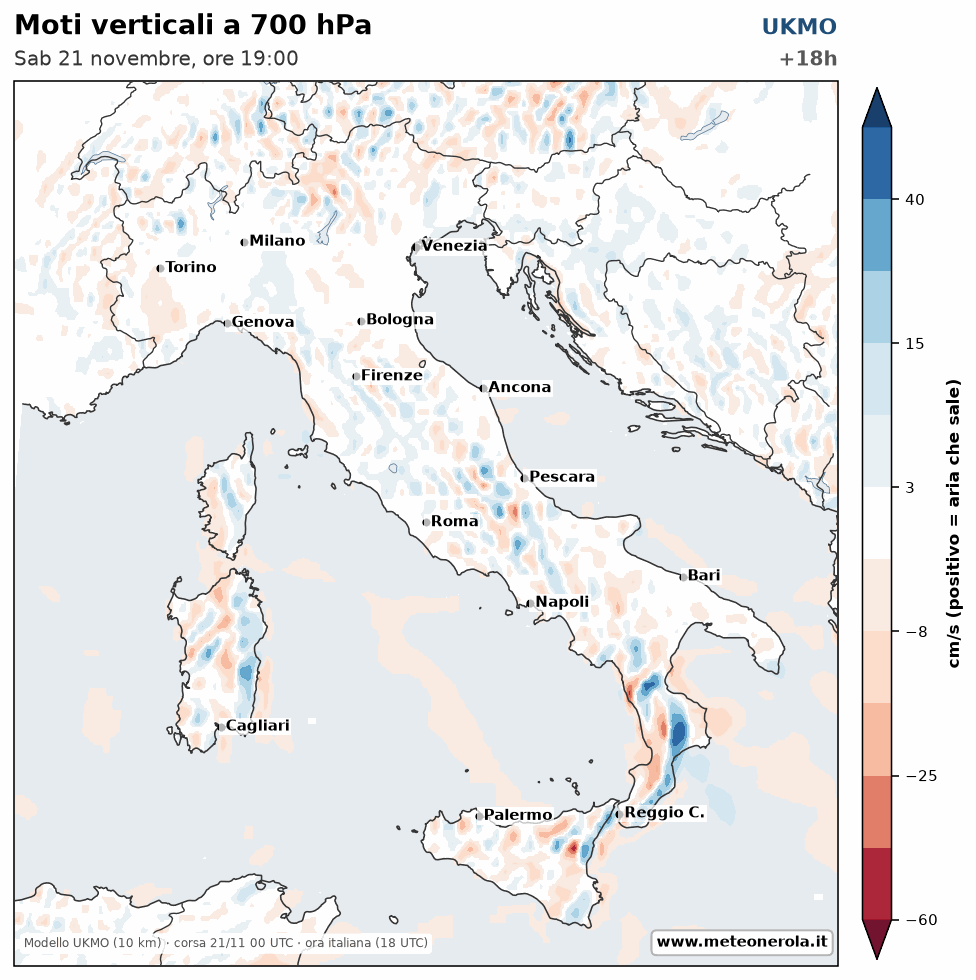 Moti verticali a 700 hPa
UKMO
Sab 21 novembre, ore 19:00
+18h
Milano
Venezia
Torino
Genova
Bologna
Firenze
Ancona
Pescara
Roma
Bari
Napoli
Cagliari
Palermo
Reggio C.
40
15
3
−8
−25
−60
cm/s (positivo = aria che sale)
Modello UKMO (10 km) · corsa 21/11 00 UTC · ora italiana (18 UTC)
www.meteonerola.it